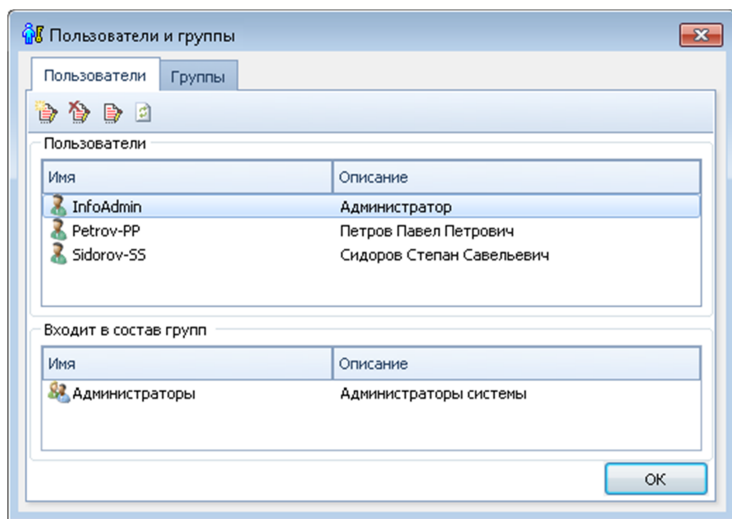 Пользователи и группы
Пользователи Группы
Пользователи
Имя Описание
InfoAdmin Администратор
Petrov-PP Петров Павел Петрович
Sidorov-SS Сидоров Степан Савельевич
Входит в состав групп
Имя Описание
Администраторы Администраторы системы
ОК